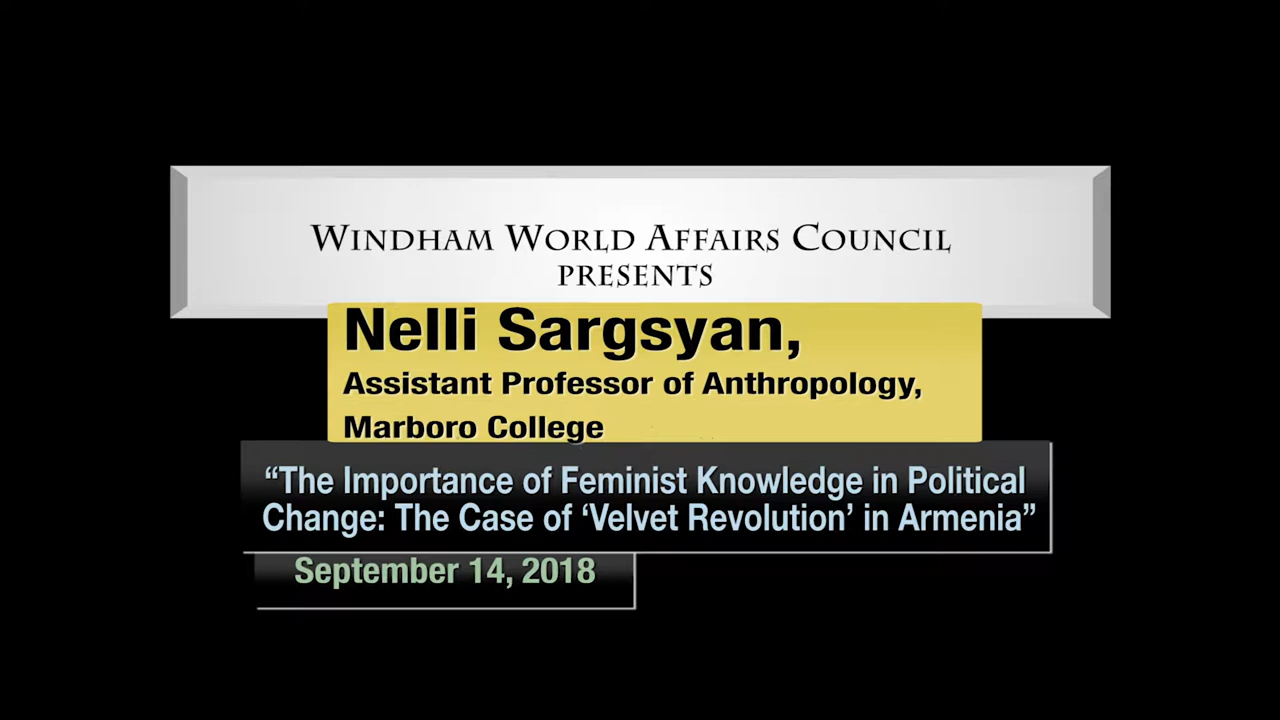 WINDHAM WORLD AFFAIRS COUNCIL
PRESENTS
Nelli Sargsyan,
Assistant Professor of Anthropology,
Marboro College
“The Importance of Feminist Knowledge in Political
Change: The Case of ‘Velvet Revolution’ in Armenia”
September 14, 2018